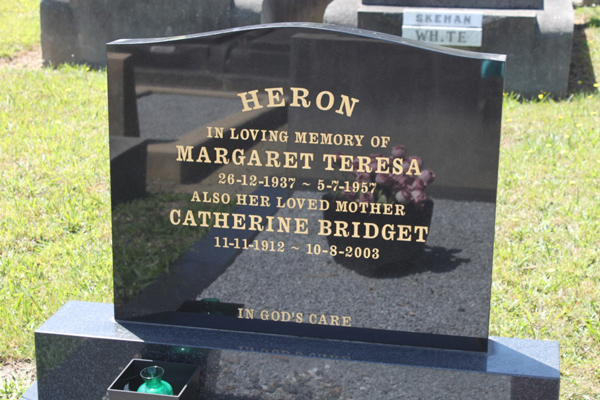 SKEHAN
WHITE
HERON
IN LOVING MEMORY OF
MARGARET TERESA
26-12-1937 ~ 5-7-1957
ALSO HER LOVED MOTHER
CATHERINE BRIDGET
11-11-1912 ~ 10-8-2003
IN GOD'S CARE